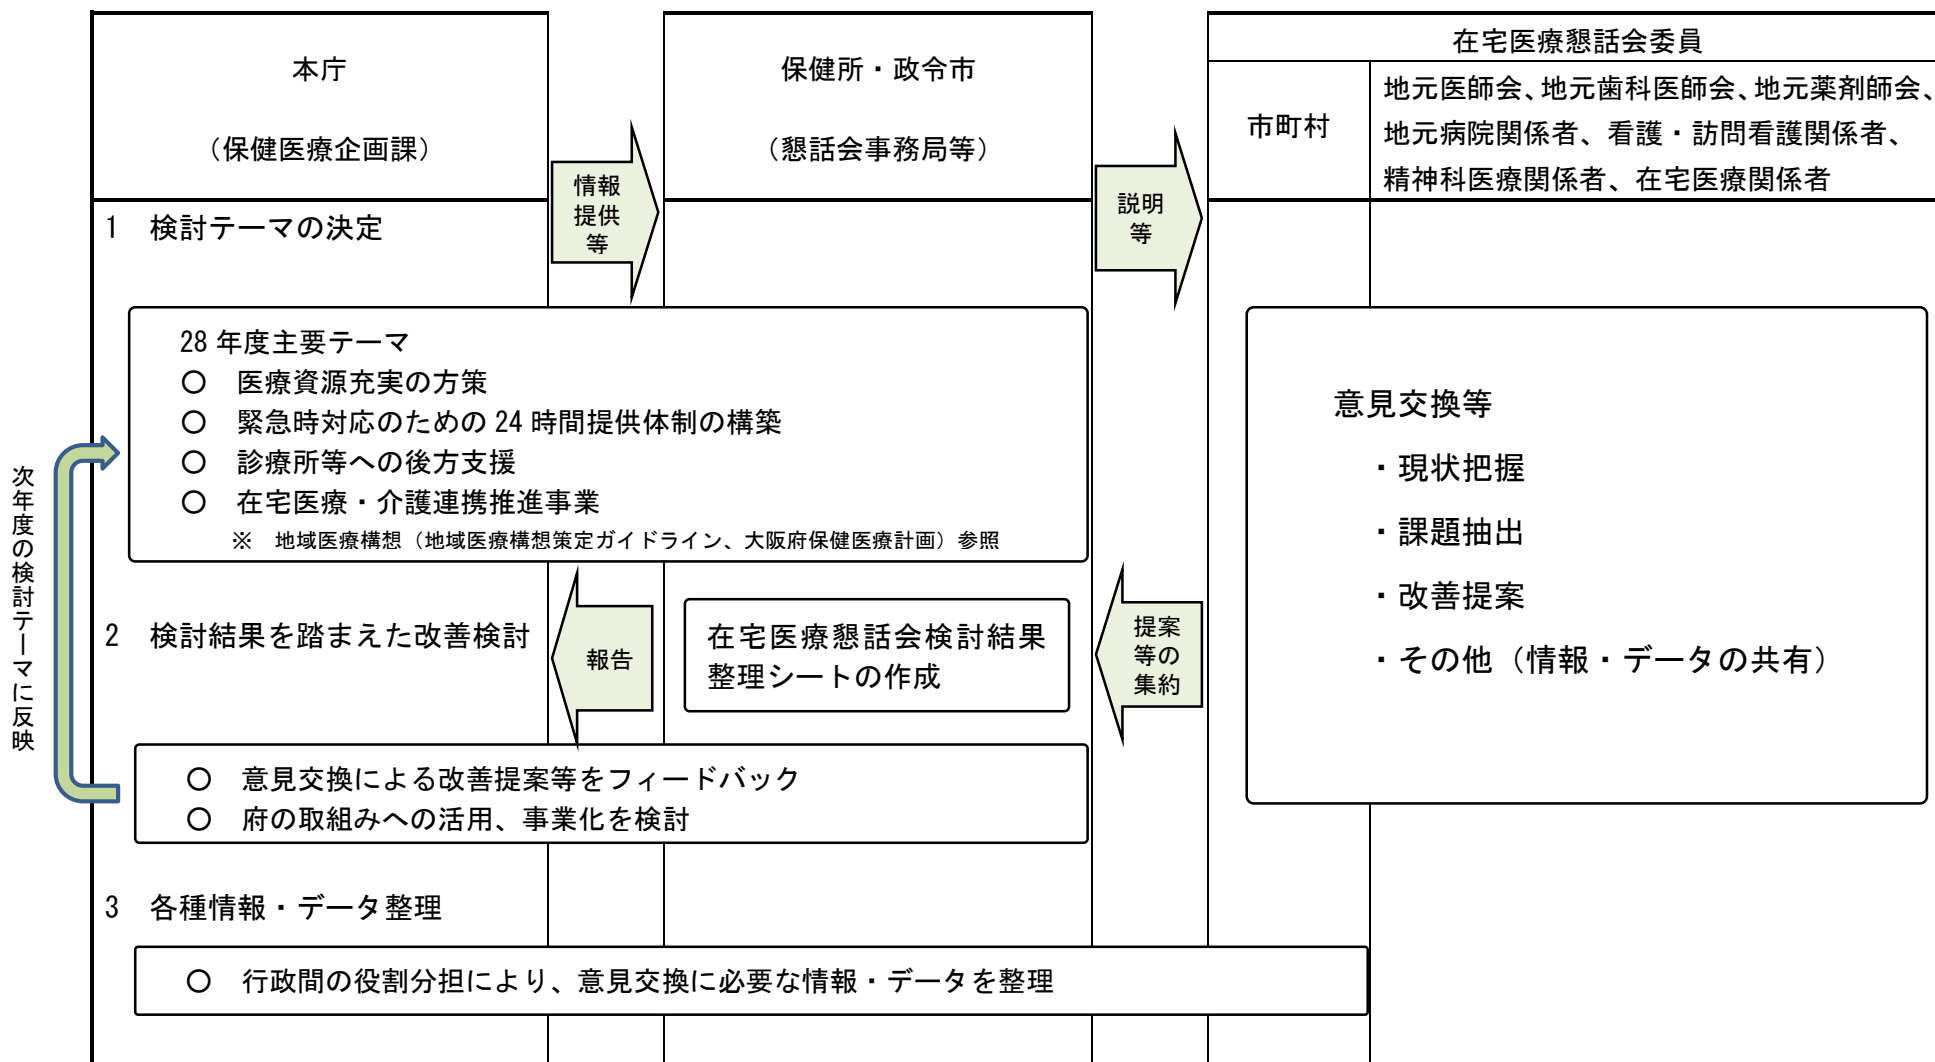 本庁
（保健医療企画課）
情報
提供
等
保健所・政令市
（懇話会事務局等）
説明
等
在宅医療懇話会委員
市町村
地元医師会、地元歯科医師会、地元薬剤師会、
地元病院関係者、看護・訪問看護関係者、
精神科医療関係者、在宅医療関係者
1 検討テーマの決定
28年度主要テーマ
○ 医療資源充実の方策
○ 緊急時対応のための24時間提供体制の構築
○ 診療所等への後方支援
○ 在宅医療・介護連携推進事業
※ 地域医療構想（地域医療構想策定ガイドライン、大阪府保健医療計画）参照
意見交換等
・現状把握
・課題抽出
・改善提案
・その他（情報・データの共有）
次年度の検討テーマに反映
2 検討結果を踏まえた改善検討
報告
在宅医療懇話会検討結果
整理シートの作成
提案
等の
集約
○ 意見交換による改善提案等をフィードバック
○ 府の取組みへの活用、事業化を検討
3 各種情報・データ整理
○ 行政間の役割分担により、意見交換に必要な情報・データを整理